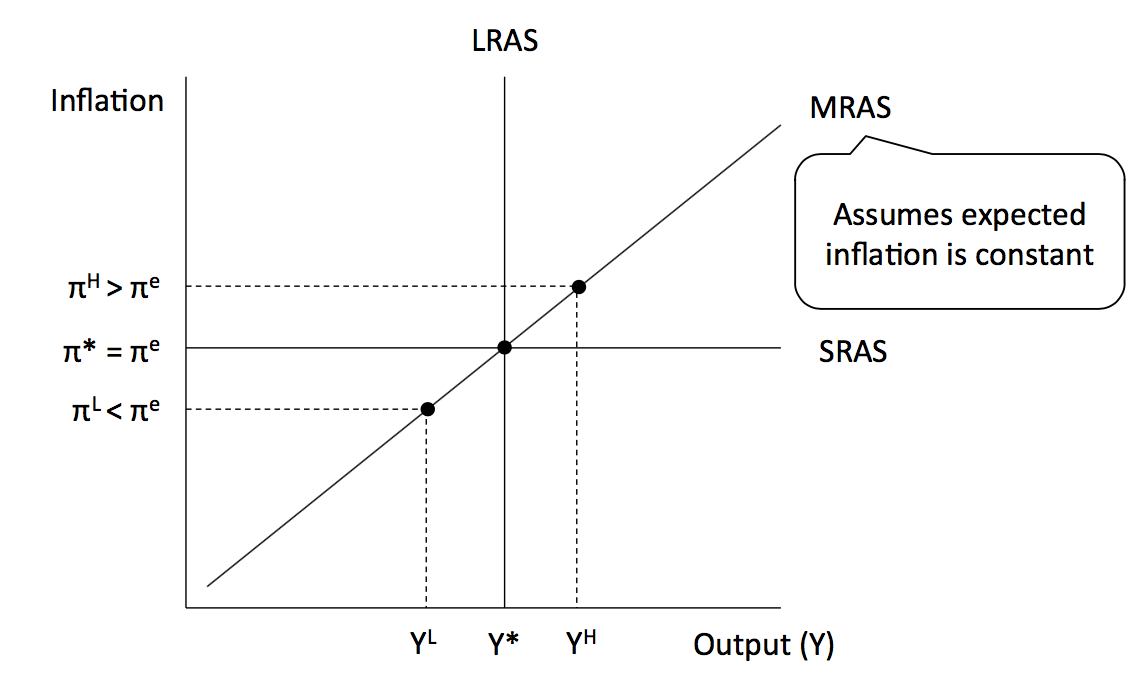 LRAS
Inflation
MRAS
Assumes expected
inflation is constant
πᴴ > πᵉ
π* = πᵉ
SRAS
πᴸ < πᵉ
Yᴸ
Y*
Yᴴ
Output (Y)